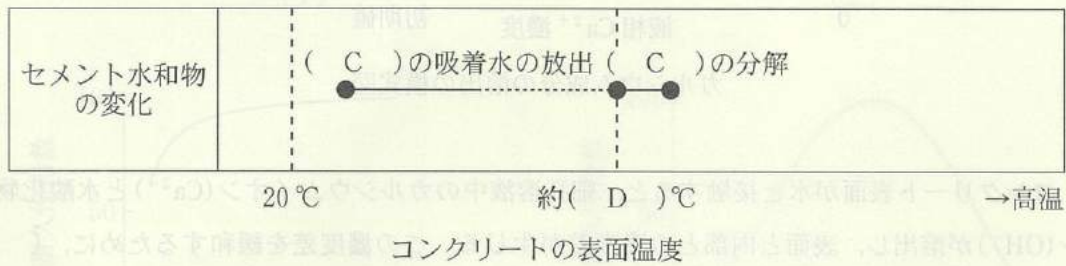 セメント水和物
の変化
( C )の吸着水の放出 ( C )の分解
20℃
約( D )℃
→高温
コンクリートの表面温度